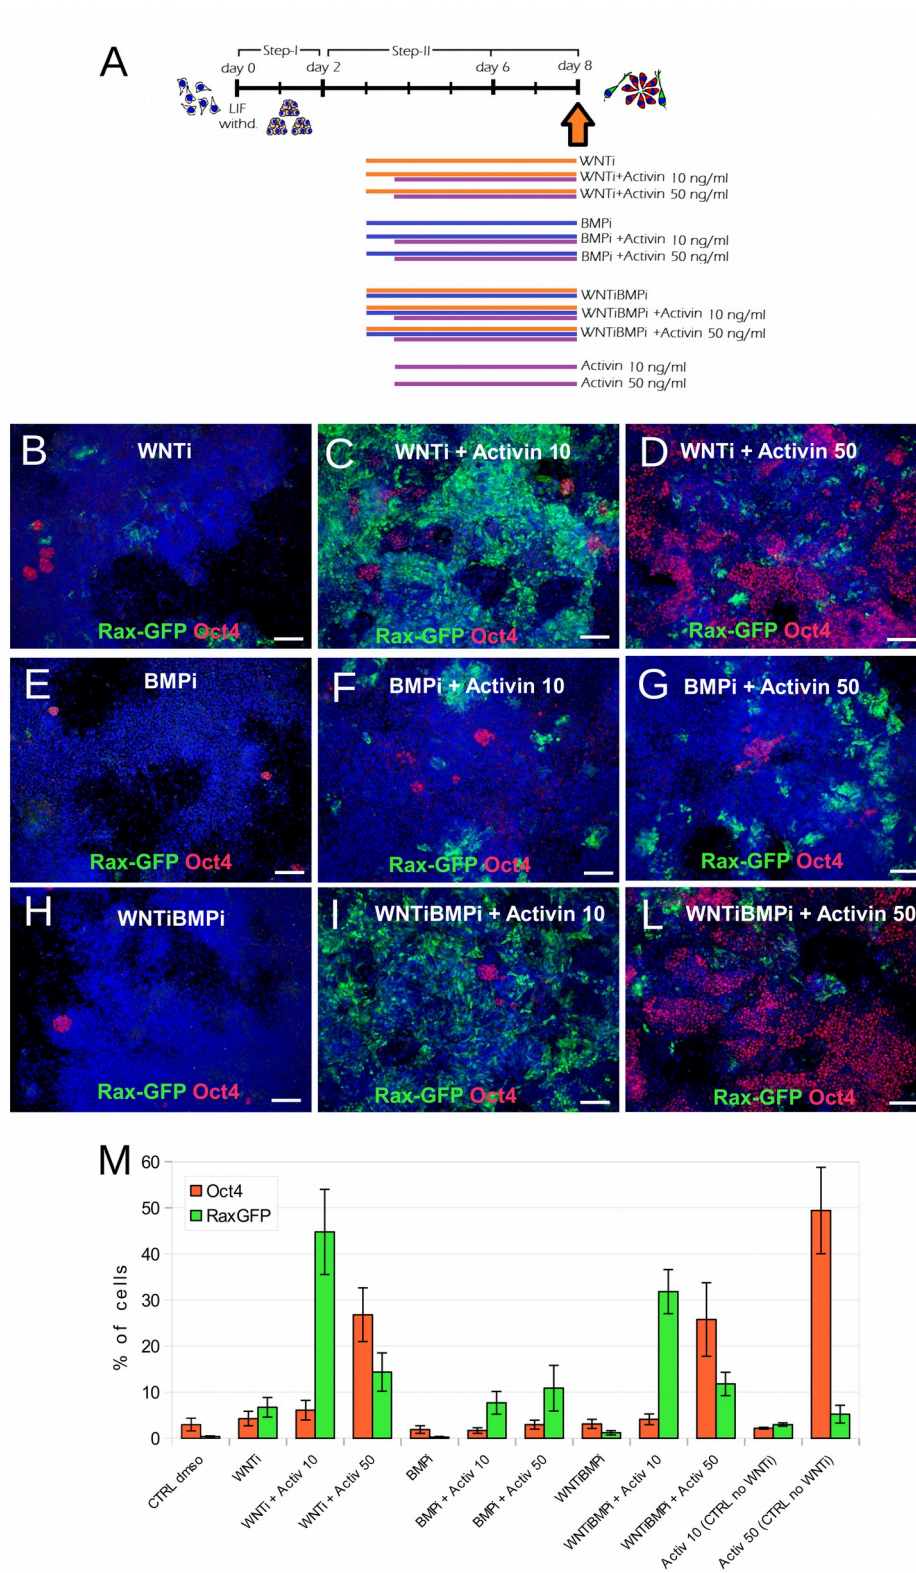 A
Step-I
Step-II
day 0
day 2
day 6
day 8
LIF
withd.
WNTi
WNTi+Activin 10 ng/ml
WNTi+Activin 50 ng/ml
BMPi
BMPi +Activin 10 ng/ml
BMPi +Activin 50 ng/ml
WNTiBMPi
WNTiBMPi +Activin 10 ng/ml
WNTiBMPi +Activin 50 ng/ml
Activin 10 ng/ml
Activin 50 ng/ml
B
WNTi
Rax-GFP Oct4
C
WNTi + Activin 10
Rax-GFP Oct4
D
WNTi + Activin 50
Rax-GFP Oct4
E
BMPi
Rax-GFP Oct4
F
BMPi + Activin 10
Rax-GFP Oct4
G
BMPi + Activin 50
Rax-GFP Oct4
H
WNTiBMPi
Rax-GFP Oct4
I
WNTiBMPi + Activin 10
Rax-GFP Oct4
L
WNTiBMPi + Activin 50
Rax-GFP Oct4
M
Oct4
RaxGFP
% of cells
60
50
40
30
20
10
0
CTRL dmso
WNTi
WNTi + Activ 10
WNTi + Activ 50
BMPi
BMPi + Activ 10
BMPi + Activ 50
WNTiBMPi
WNTiBMPi + Activ 10
WNTiBMPi + Activ 50
Activ 10 (CTRL no WNTi)
Activ 50 (CTRL no WNTi)